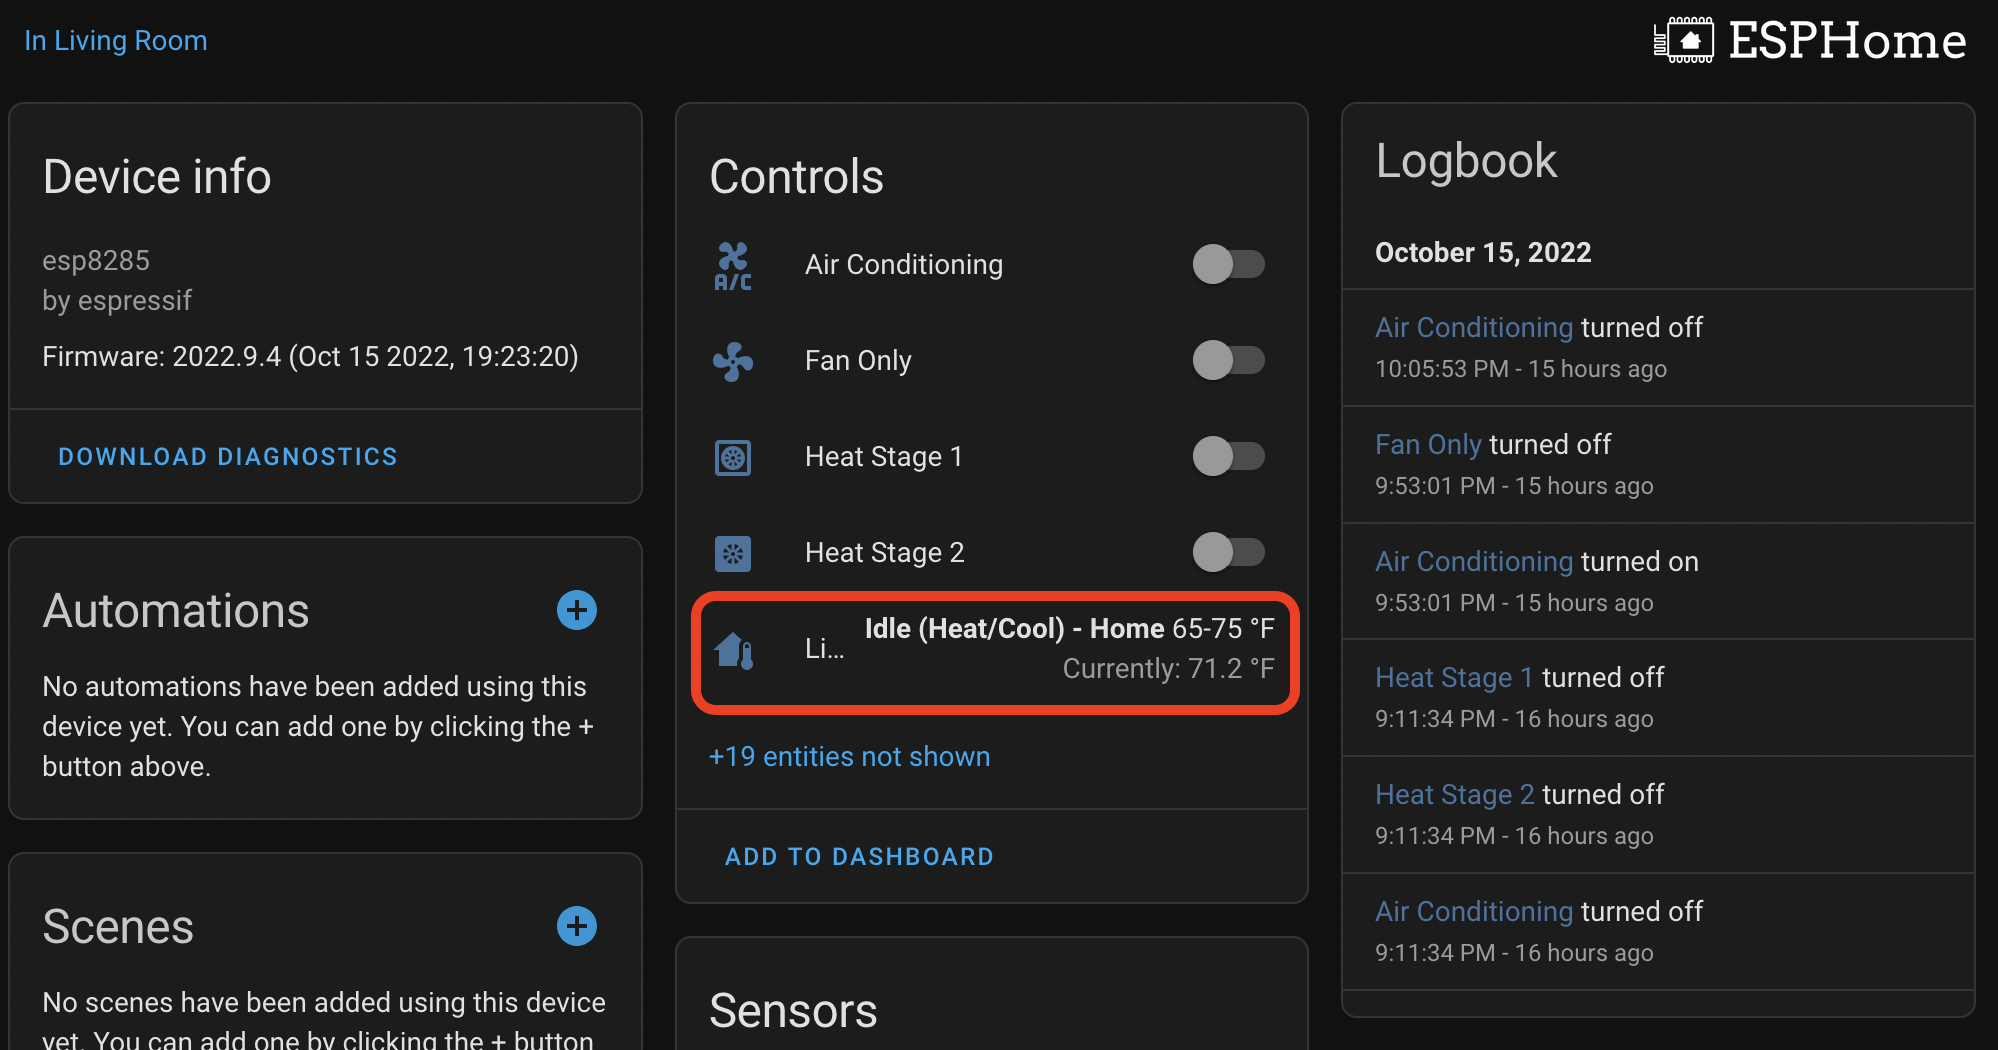 In Living Room
ESPHome
Device info
esp8285
by espressif
Firmware: 2022.9.4 (Oct 15 2022, 19:23:20)
DOWNLOAD DIAGNOSTICS
Automations
No automations have been added using this
device yet. You can add one by clicking the +
button above.
Scenes
No scenes have been added using this device
yet. You can add one by clicking the + button
Controls
A/C
Air Conditioning
Fan Only
Heat Stage 1
Heat Stage 2
Li...
Idle (Heat/Cool) - Home 65-75 °F
Currently: 71.2 °F
+19 entities not shown
ADD TO DASHBOARD
Sensors
Logbook
October 15, 2022
Air Conditioning turned off
10:05:53 PM - 15 hours ago
Fan Only turned off
9:53:01 PM - 15 hours ago
Air Conditioning turned on
9:53:01 PM - 15 hours ago
Heat Stage 1 turned off
9:11:34 PM - 16 hours ago
Heat Stage 2 turned off
9:11:34 PM - 16 hours ago
Air Conditioning turned off
9:11:34 PM - 16 hours ago